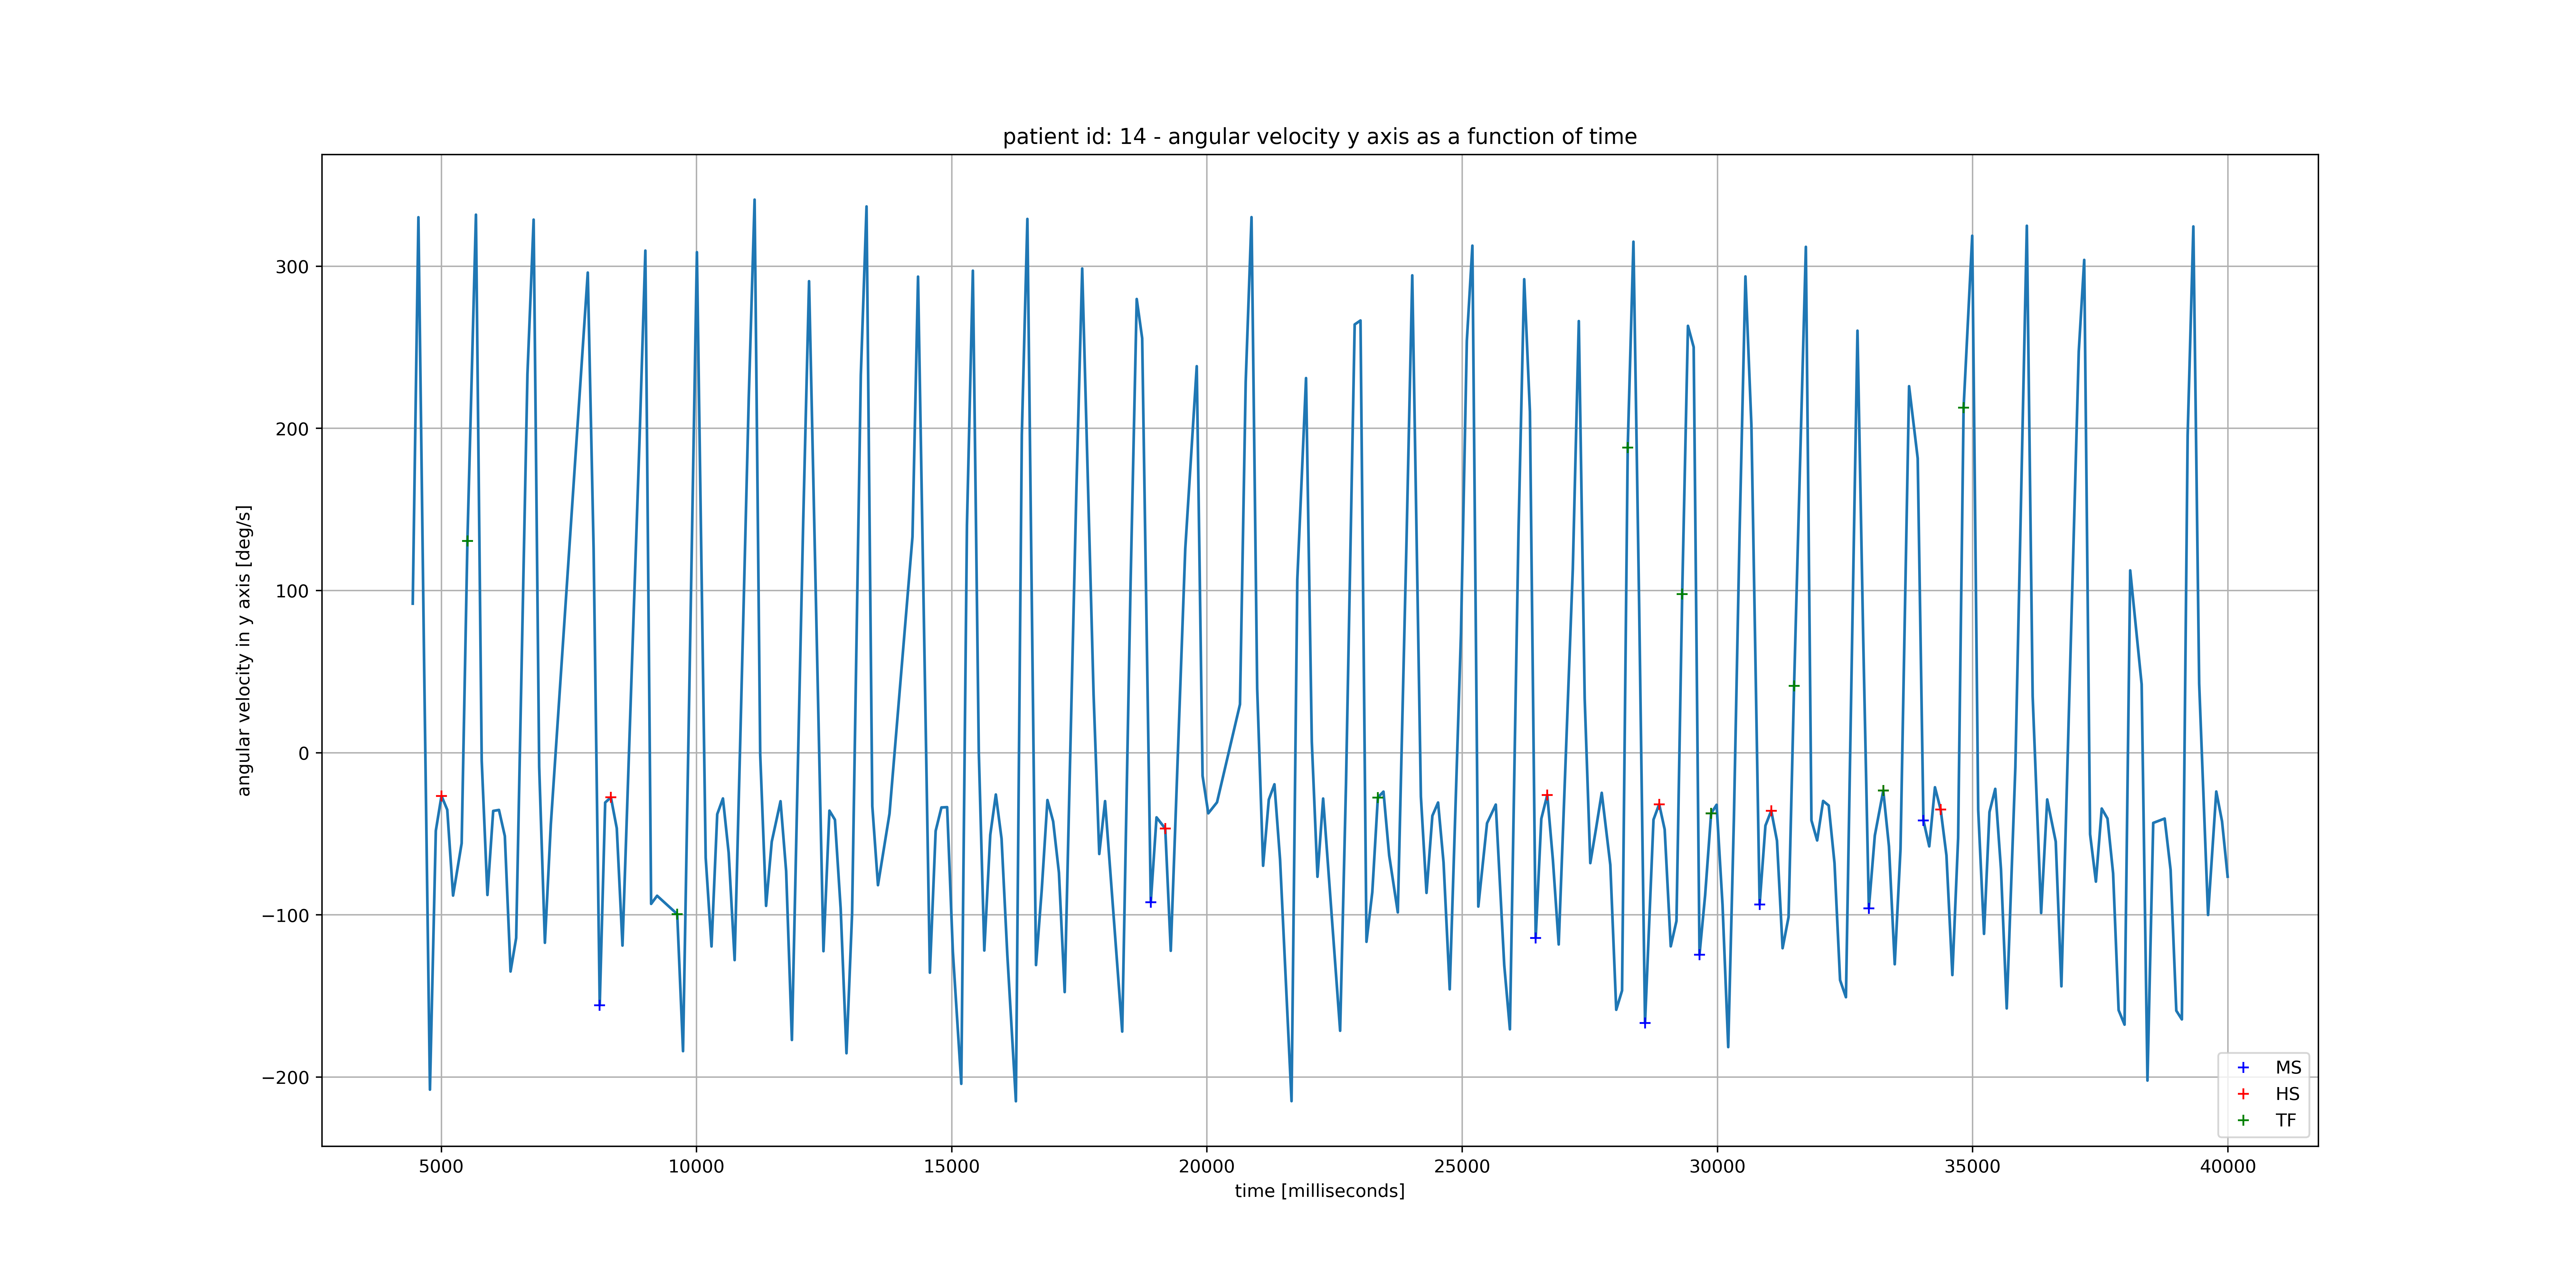 patient id: 14 - angular velocity y axis as a function of time
angular velocity in y axis [deg/s]
300
200
100
0
−100
−200
5000
10000
15000
20000
25000
30000
35000
40000
time [milliseconds]
MS
HS
TF